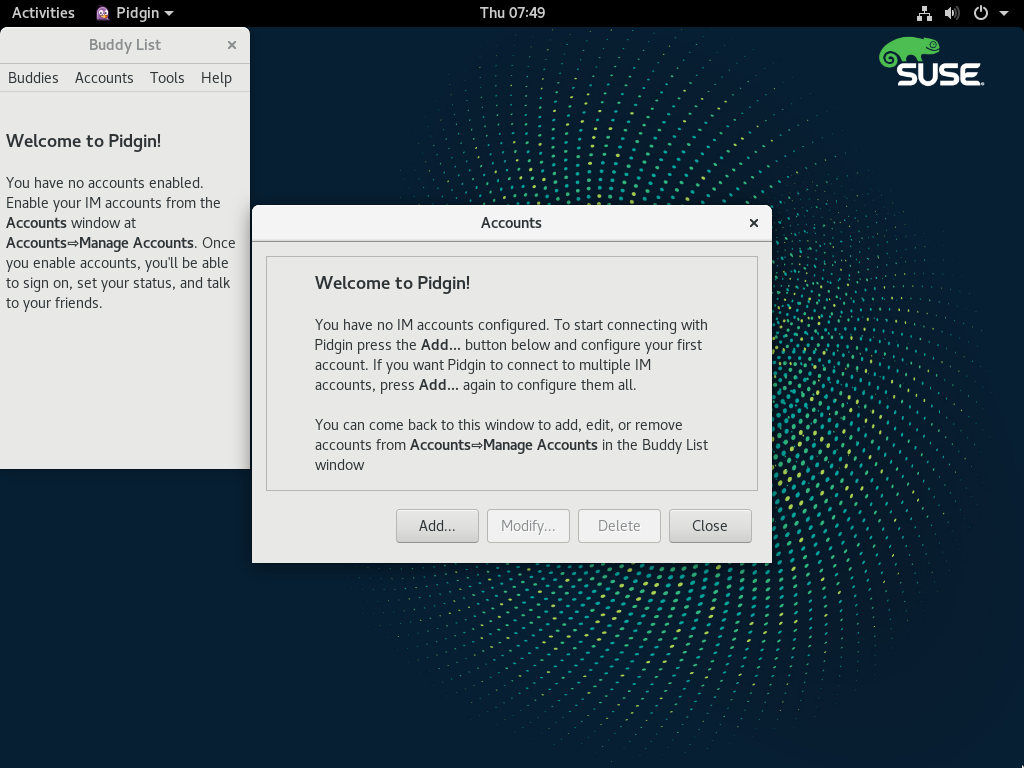 Activities Pidgin Thu 07:49
SUSE
Buddy List
Buddies Accounts Tools Help
Welcome to Pidgin!
You have no accounts enabled.
Enable your IM accounts from the
Accounts window at
Accounts⇨Manage Accounts. Once
you enable accounts, you'll be able
to sign on, set your status, and talk
to your friends.
Accounts
Welcome to Pidgin!
You have no IM accounts configured. To start connecting with
Pidgin press the Add... button below and configure your first
account. If you want Pidgin to connect to multiple IM
accounts, press Add... again to configure them all.
You can come back to this window to add, edit, or remove
accounts from Accounts⇨Manage Accounts in the Buddy List
window
Add... Modify... Delete Close